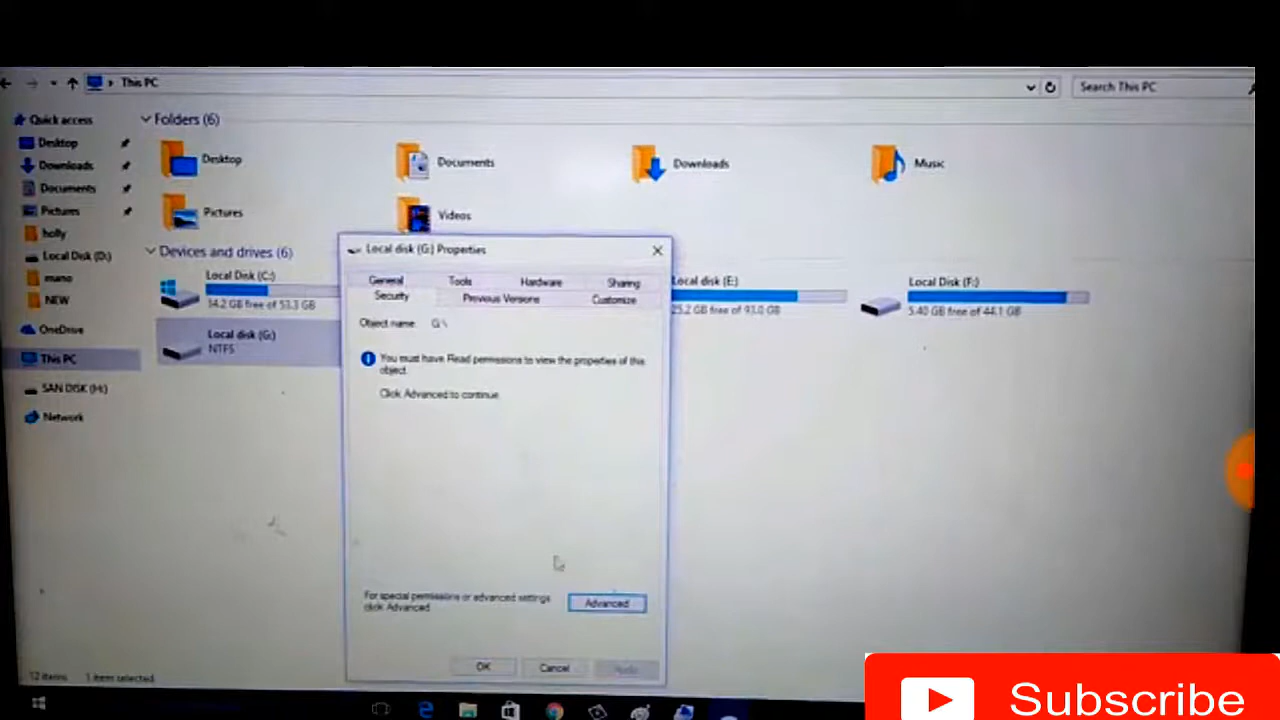 This PC
Search This PC
Quick access
Desktop
Downloads
Documents
Pictures
holly
Local Disk (D:)
mano
NEW
OneDrive
This PC
SAN DISK (H:)
Network
Folders (6)
Desktop
Documents
Downloads
Music
Pictures
Videos
Devices and drives (6)
Local Disk (C:)
34.2 GB free of 53.3 GB
Local disk (E:)
25.2 GB free of 93.0 GB
Local Disk (F:)
5.40 GB free of 44.1 GB
Local disk (G:)
NTFS
Local disk (G:) Properties
General
Tools
Hardware
Sharing
Security
Previous Versions
Customize
Object name: G:\
You must have Read permissions to view the properties of this
object.
Click Advanced to continue.
For special permissions or advanced settings,
click Advanced.
Advanced
OK
Cancel
Apply
12 items
1 item selected
Subscribe